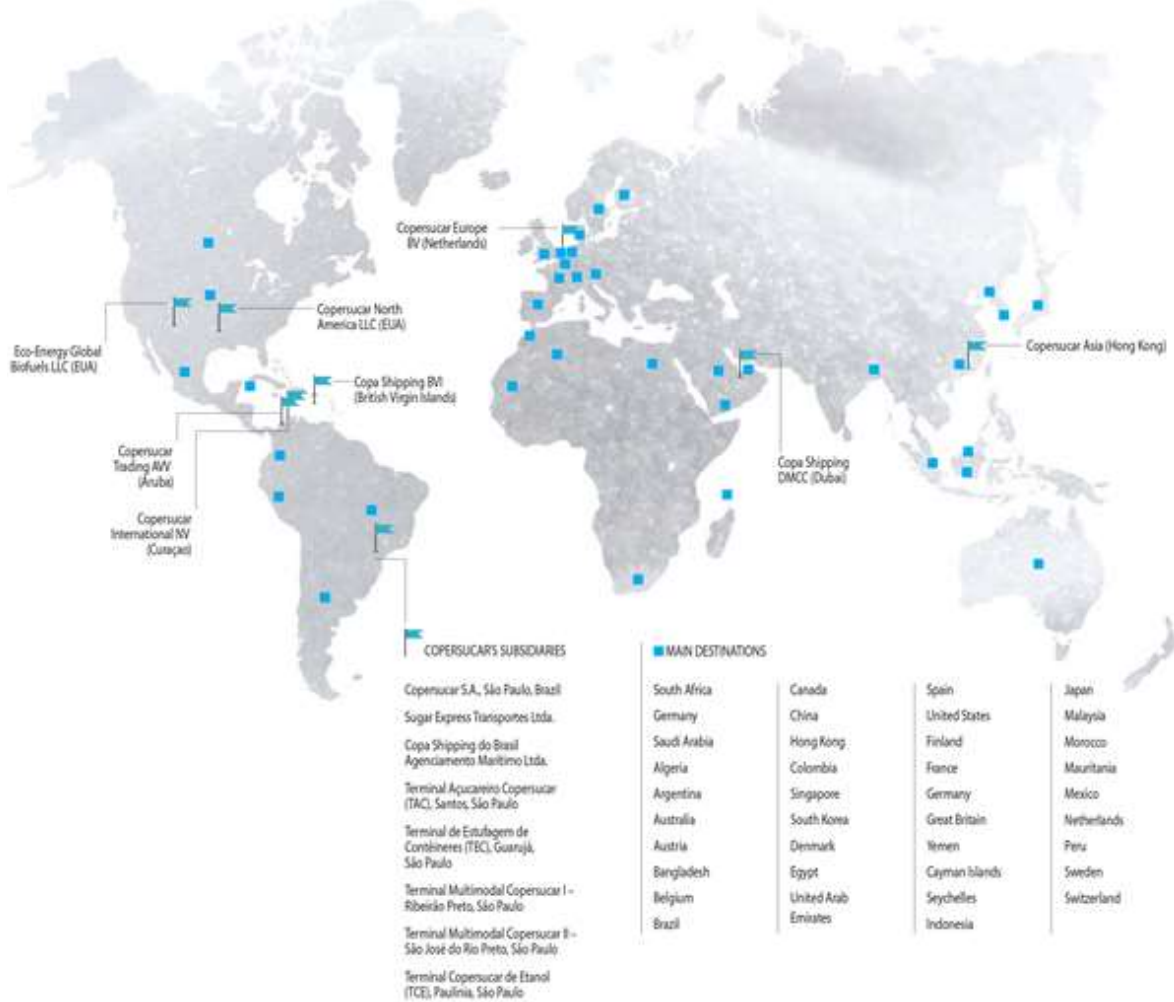 Copersucar Europe
BV (Netherlands)
Copersucar North
America LLC (EUA)
Eco-Energy Global
Biofuels LLC (EUA)
Copersucar Asia (Hong Kong)
Copa Shipping BVI
(British Virgin Islands)
Copersucar
Trading AVV
(Aruba)
Copa Shipping
DMCC (Dubai)
Copersucar
International NV
(Curaçao)
COPERSUCAR'S SUBSIDIARIES
Copersucar S.A., São Paulo, Brazil
Sugar Express Transportes Ltda.
Copa Shipping do Brasil
Agenciamento Marítimo Ltda.
Terminal Açucareiro Copersucar
(TAC), Santos, São Paulo
Terminal de Estufagem de
Contêineres (TEC), Guarujá,
São Paulo
Terminal Multimodal Copersucar I –
Ribeirão Preto, São Paulo
Terminal Multimodal Copersucar II –
São José do Rio Preto, São Paulo
Terminal Copersucar de Etanol
(TCE), Paulínia, São Paulo
MAIN DESTINATIONS
South Africa
Germany
Saudi Arabia
Algeria
Argentina
Australia
Austria
Bangladesh
Belgium
Brazil
Canada
China
Hong Kong
Colombia
Singapore
South Korea
Denmark
Egypt
United Arab
Emirates
Spain
United States
Finland
France
Germany
Great Britain
Yemen
Cayman Islands
Seychelles
Indonesia
Japan
Malaysia
Morocco
Mauritania
Mexico
Netherlands
Peru
Sweden
Switzerland